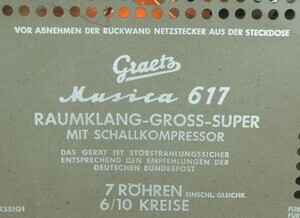 VOR ABNEHMEN DER RÜCKWAND NETZSTECKER AUS DER STECKDOSE
Graetz
Musica 617
RAUMKLANG-GROSS-SUPER
MIT SCHALLKOMPRESSOR
DAS GERÄT IST STÖRSTRAHLUNGSSICHER
ENTSPRECHEND DEN EMPFEHLUNGEN DER
DEUTSCHEN BUNDESPOST
7 RÖHREN EINSCHL. GLEICHR.
6/10 KREISE